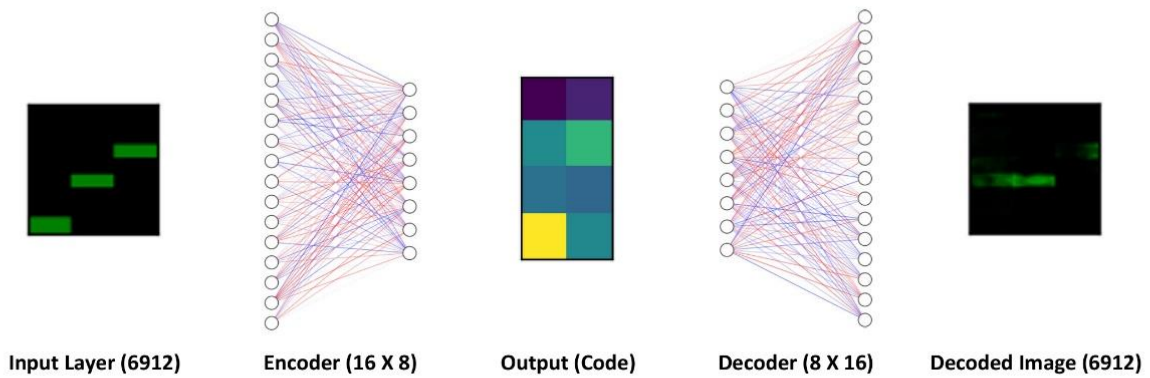 Input Layer (6912)
Encoder (16 X 8)
Output (Code)
Decoder (8 X 16)
Decoded Image (6912)